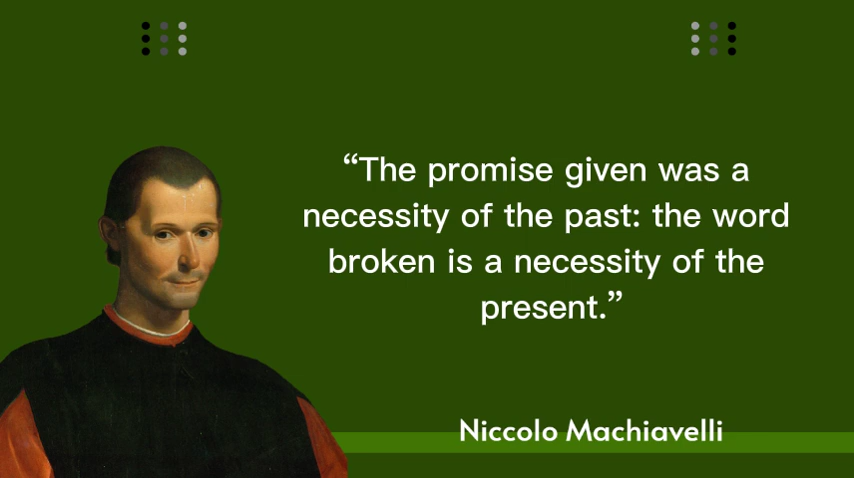 “The promise given was a
necessity of the past: the word
broken is a necessity of the
present.”
Niccolo Machiavelli